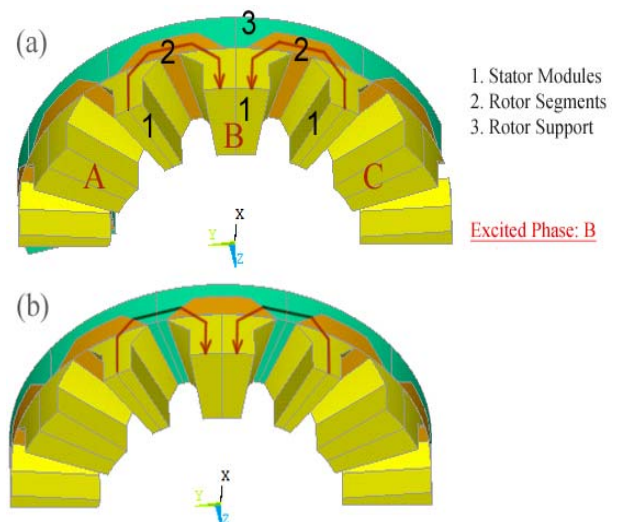 (a)
3
2
2
1
1
1
B
A
C
X
Y
Z
1. Stator Modules
2. Rotor Segments
3. Rotor Support
Excited Phase: B
(b)
X
Y
Z